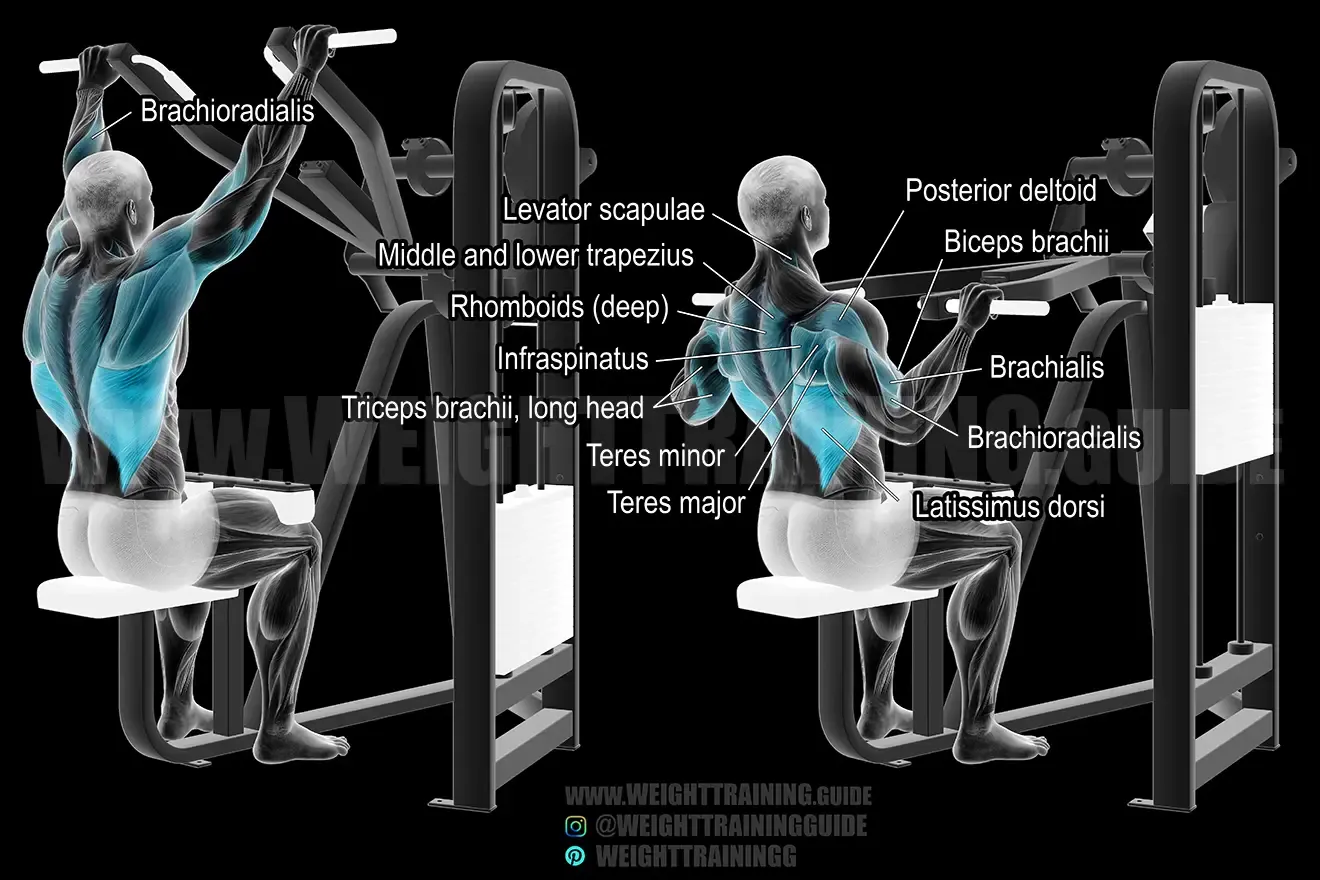 Brachioradialis
Levator scapulae
Posterior deltoid
Middle and lower trapezius
Biceps brachii
Rhomboids (deep)
Infraspinatus
Brachialis
Triceps brachii, long head
Brachioradialis
Teres minor
Teres major
Latissimus dorsi
www.WEIGHTTRAINING.GUIDE
www.WEIGHTTRAINING.GUIDE
@WEIGHTTRAININGGUIDE
WEIGHTTRAININGG